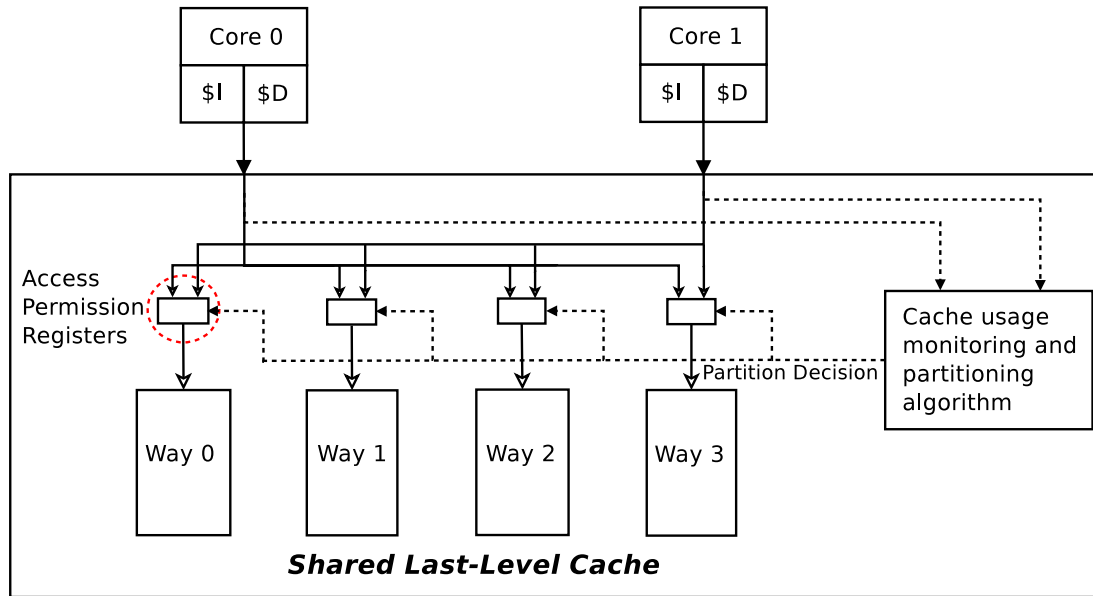 Core 0
Core 1
$I
$D
$I
$D
Access
Permission
Registers
Cache usage
monitoring and
partitioning
algorithm
Partition Decision
Way 0
Way 1
Way 2
Way 3
Shared Last-Level Cache